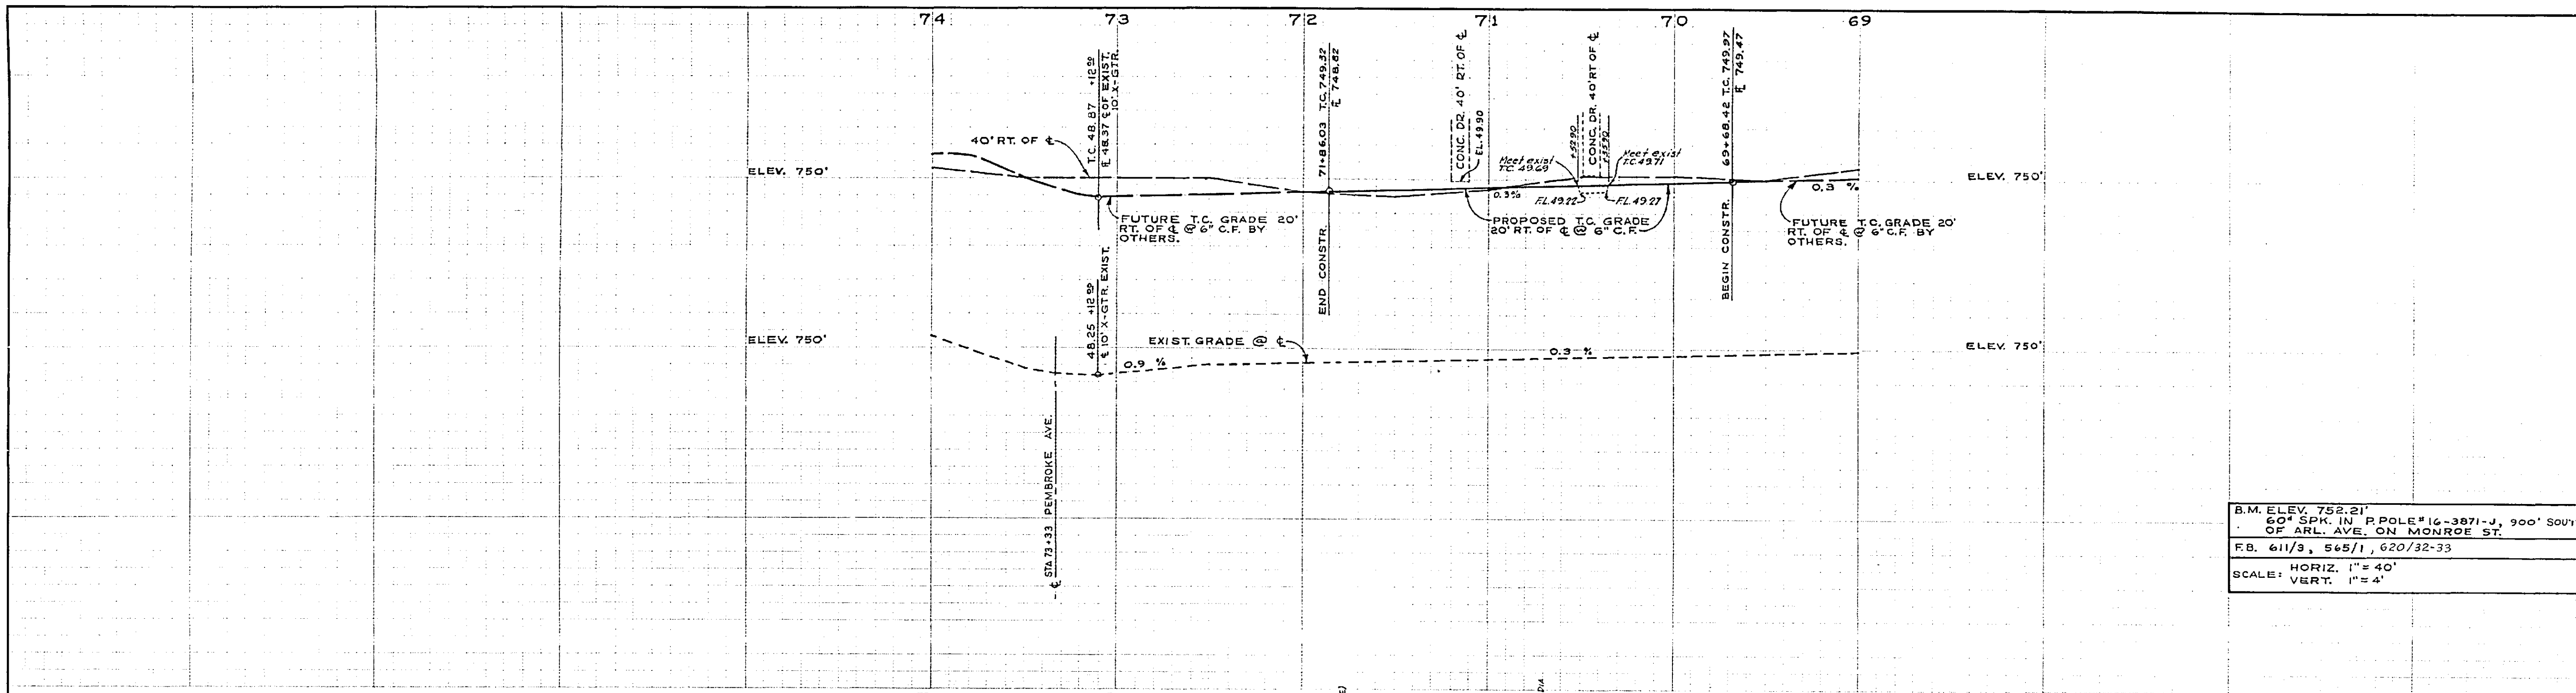 74
73
72
71
70
69
T.C. 48.87 +12.00
FL 48.37 ℄ OF EXIST.
10' X-GTR.
71+86.03 T.C. 749.32
FL 748.82
CONC. DR. 40' RT. OF ℄
EL. 49.90
CONC. DR. 40' RT OF ℄
69+68.42 T.C. 749.97
FL 749.47
40' RT. OF ℄
ELEV. 750'
Meet exist
T.C. 49.69
Meet exist
T.C. 49.71
ELEV. 750'
0.3%
F.L. 49.22
F.L. 49.27
0.3 %
FUTURE T.C. GRADE 20'
RT. OF ℄ @ 6" C.F. BY
OTHERS.
PROPOSED T.C. GRADE
20' RT. OF ℄ @ 6" C.F.
FUTURE T.C. GRADE 20'
RT. OF ℄ @ 6" C.F. BY
OTHERS.
END CONSTR.
BEGIN CONSTR.
48.25 +12.00
℄ 10' X-GTR. EXIST.
ELEV. 750'
EXIST. GRADE @ ℄
0.9 %
0.3 %
ELEV. 750'
℄ STA 73+33 PEMBROKE AVE.
B.M. ELEV. 752.21'
60d SPK. IN P.POLE #16-3871-J, 900' SOUT
OF ARL. AVE. ON MONROE ST.
F.B. 611/3, 565/1, 620/32-33
SCALE: HORIZ. 1" = 40'
VERT. 1" = 4'